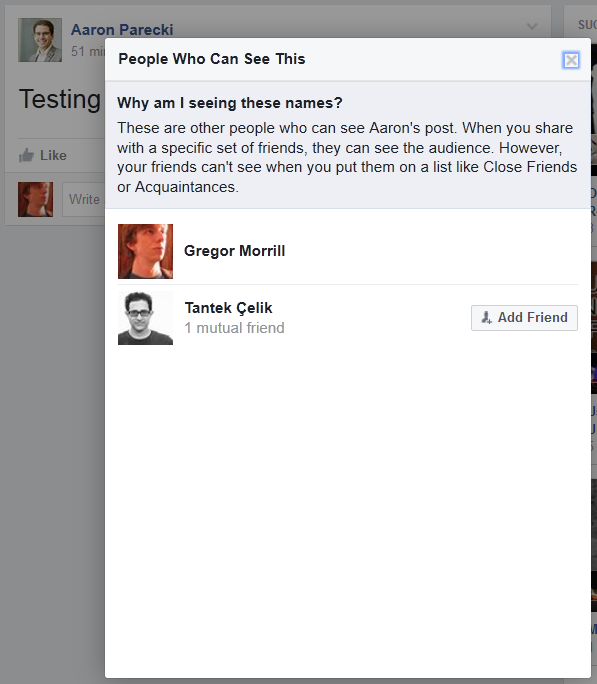 Aaron Parecki
51 mi
Testing
Like
Write
SUG
People Who Can See This
Why am I seeing these names?
These are other people who can see Aaron's post. When you share
with a specific set of friends, they can see the audience. However,
your friends can't see when you put them on a list like Close Friends
or Acquaintances.
Gregor Morrill
Tantek Çelik
1 mutual friend
Add Friend